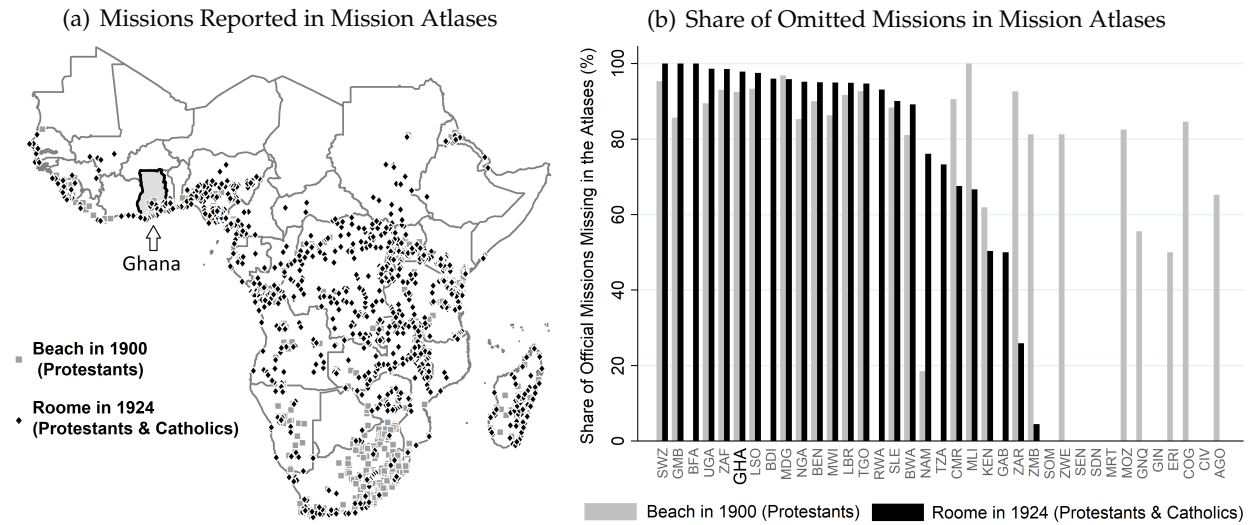 (a) Missions Reported in Mission Atlases
Ghana
Beach in 1900
(Protestants)
Roome in 1924
(Protestants & Catholics)
(b) Share of Omitted Missions in Mission Atlases
Share of Official Missions Missing in the Atlases (%)
100
80
60
40
20
0
SWZ GMB BFA UGA ZAF GHA LSO BDI MDG NGA BEN MWI LBR TGO RWA SLE BWA NAM TZA CMR MLI KEN GAB ZAR ZMB SOM ZWE SEN SDN MRT MOZ GNQ GIN ERI COG CIV AGO
Beach in 1900 (Protestants) Roome in 1924 (Protestants & Catholics)